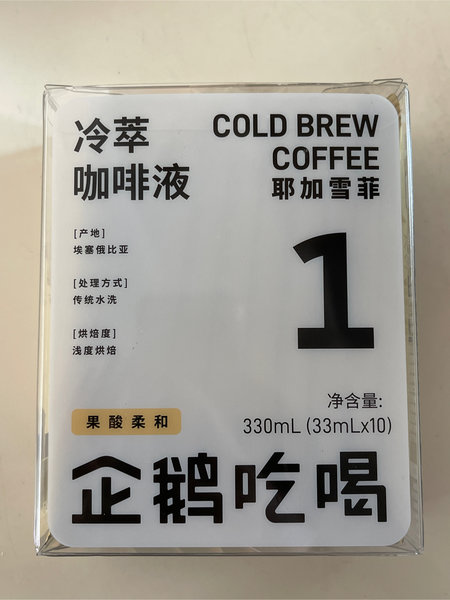 冷萃
咖啡液
COLD BREW
COFFEE
耶加雪菲
[产地]
埃塞俄比亚
[处理方式]
传统水洗
[烘焙度]
浅度烘焙
1
果酸柔和
净含量:
330mL (33mLx10)
企鹅吃喝